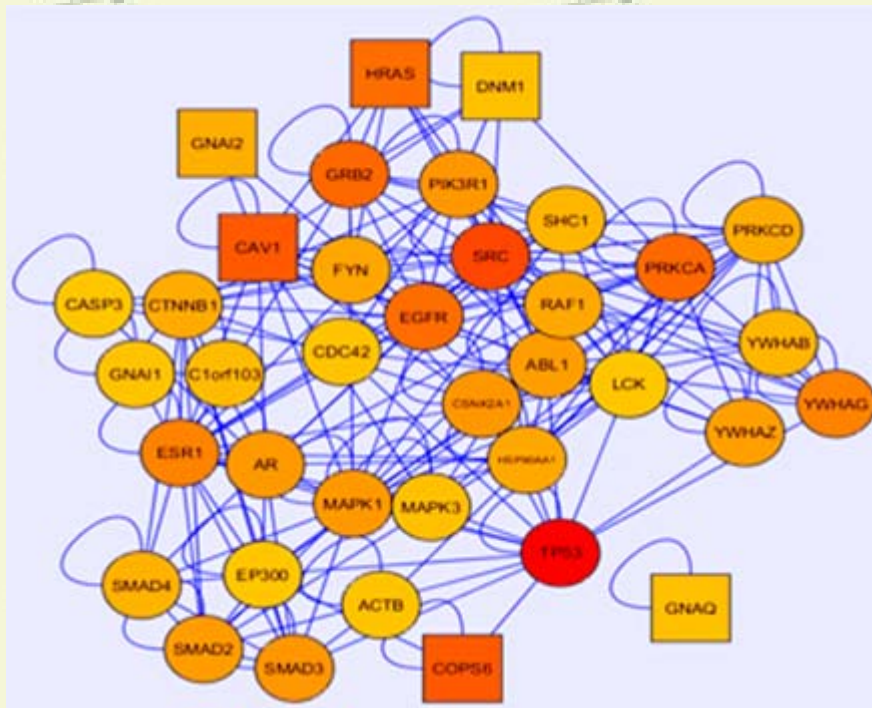 HRAS
DNM1
GNAI2
GRB2
PIK3R1
SHC1
PRKCD
CAV1
FYN
SRC
PRKCA
CASP3
CTNNB1
EGFR
RAF1
CDC42
YWHAB
GNAI1
C1orf103
ABL1
LCK
CSNK2A1
YWHAG
YWHAZ
ESR1
AR
HSP90AA1
MAPK1
MAPK3
TP53
SMAD4
EP300
ACTB
GNAQ
SMAD2
SMAD3
COPS6